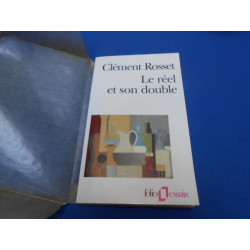 Clément Rosset
Le réel
et son double
folio essais